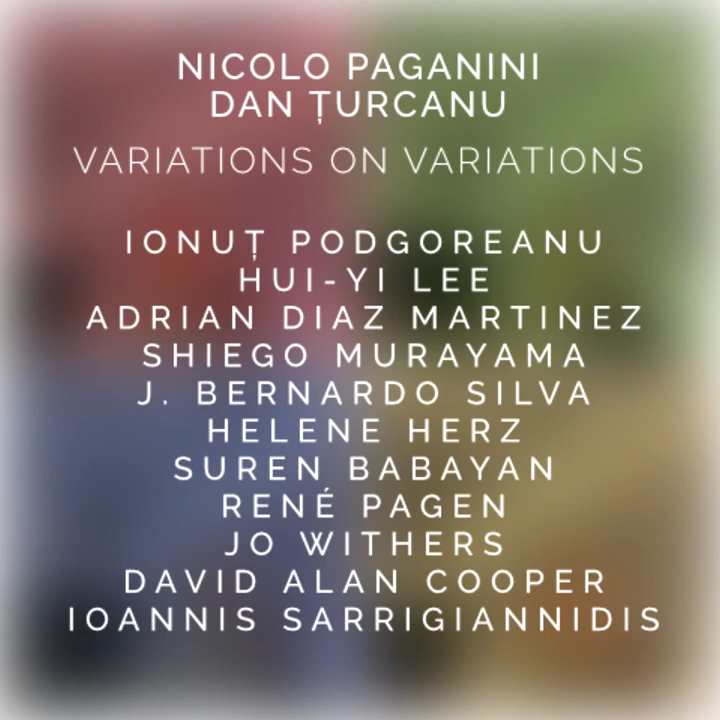 NICOLO PAGANINI
DAN ȚURCANU
VARIATIONS ON VARIATIONS
IONUȚ PODGOREANU
HUI-YI LEE
ADRIAN DIAZ MARTINEZ
SHIEGO MURAYAMA
J. BERNARDO SILVA
HELENE HERZ
SUREN BABAYAN
RENÉ PAGEN
JO WITHERS
DAVID ALAN COOPER
IOANNIS SARRIGIANNIDIS